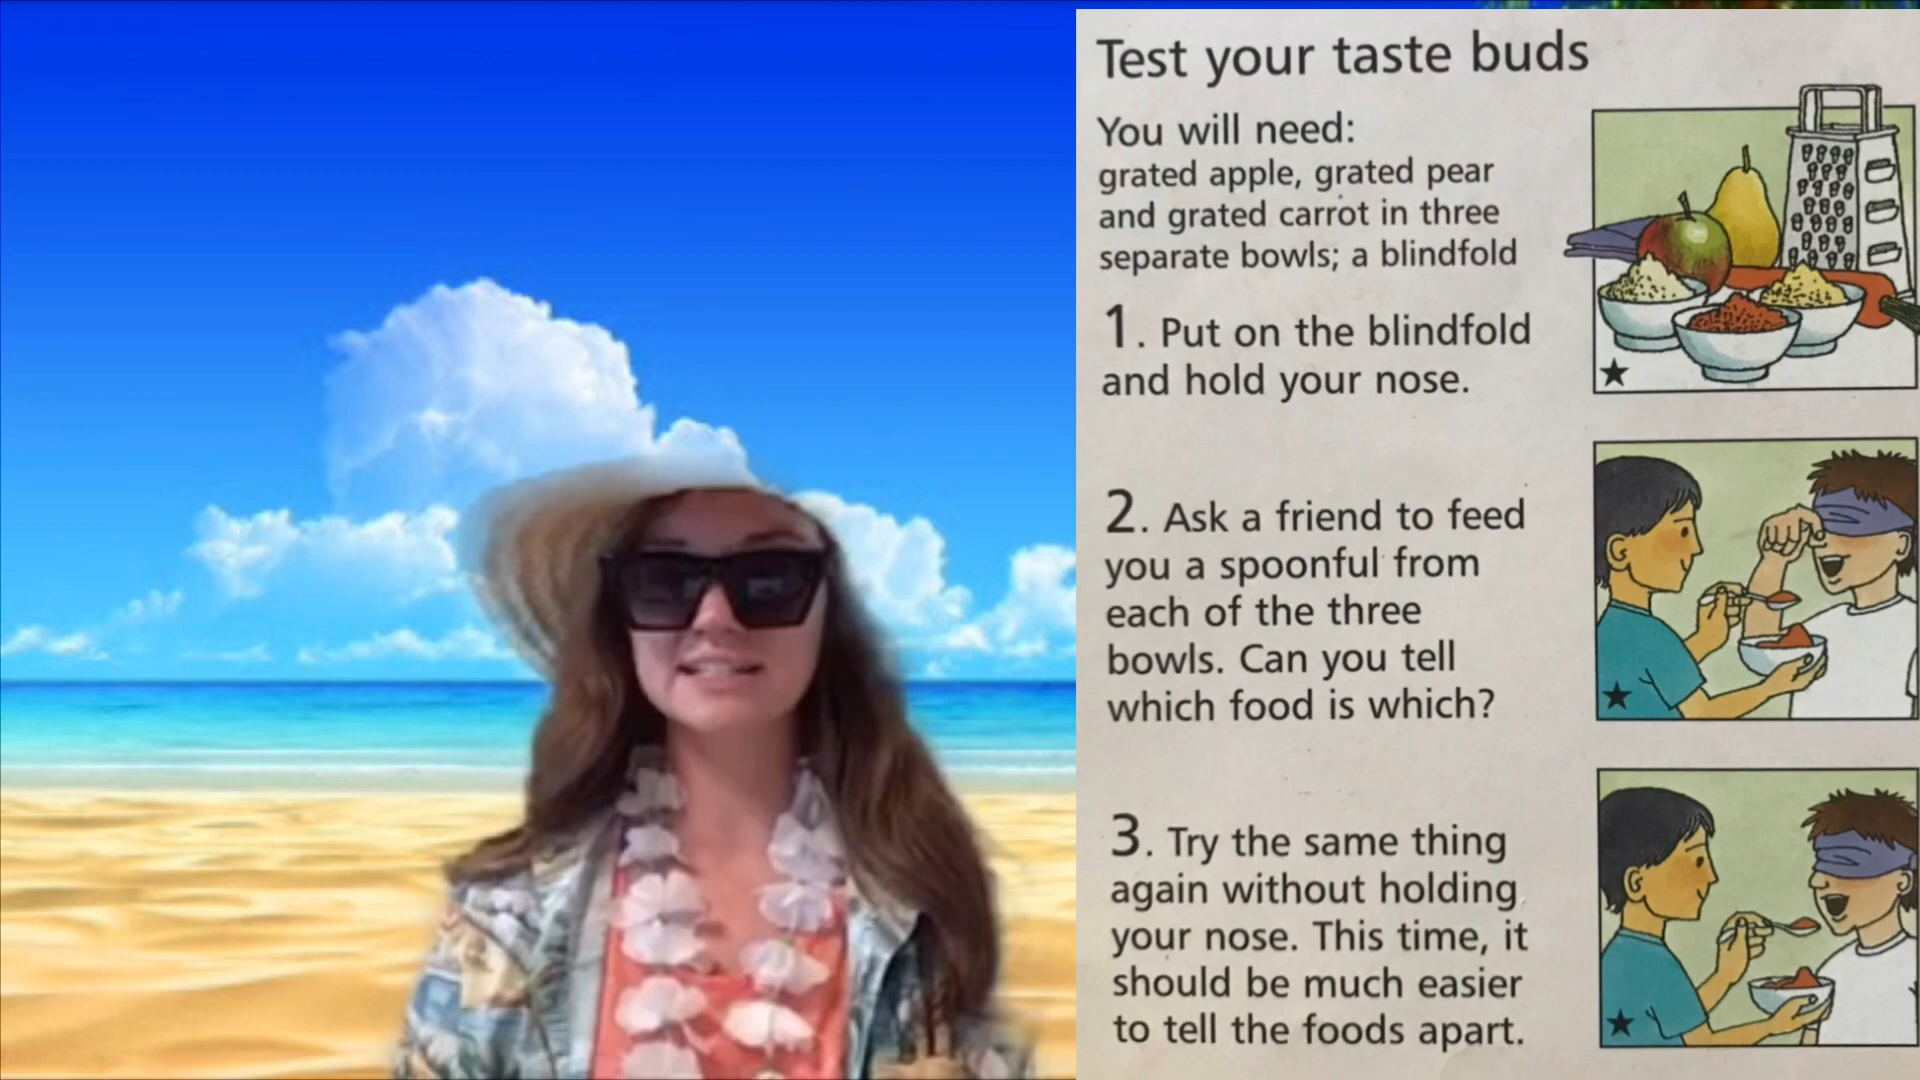 Test your taste buds
You will need:
grated apple, grated pear
and grated carrot in three
separate bowls; a blindfold
1. Put on the blindfold
and hold your nose.
2. Ask a friend to feed
you a spoonful from
each of the three
bowls. Can you tell
which food is which?
3. Try the same thing
again without holding
your nose. This time, it
should be much easier
to tell the foods apart.